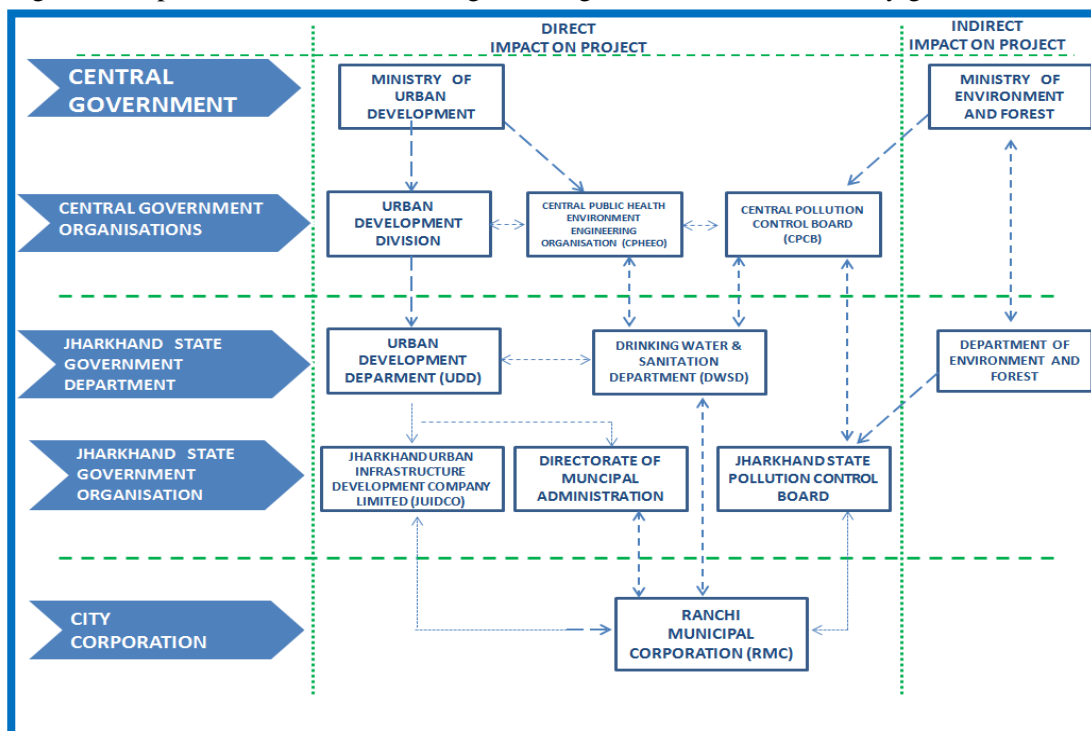 DIRECT
IMPACT ON PROJECT
INDIRECT
IMPACT ON PROJECT
CENTRAL
GOVERNMENT
MINISTRY OF
URBAN
DEVELOPMENT
MINISTRY OF
ENVIRONMENT
AND FOREST
CENTRAL GOVERNMENT
ORGANISATIONS
URBAN
DEVELOPMENT
DIVISION
CENTRAL PUBLIC HEALTH
ENVIRONMENT
ENGINEERING
ORGANISATION (CPHEEO)
CENTRAL POLLUTION
CONTROL BOARD
(CPCB)
JHARKHAND STATE
GOVERNMENT
DEPARTMENT
URBAN
DEVELOPMENT
DEPARMENT (UDD)
DRINKING WATER &
SANITATION
DEPARTMENT (DWSD)
DEPARTMENT OF
ENVIRONMENT AND
FOREST
JHARKHAND STATE
GOVERNMENT
ORGANISATION
JHARKHAND URBAN
INFRASTRUCTURE
DEVELOPMENT COMPANY
LIMITED (JUIDCO)
DIRECTORATE OF
MUNCIPAL
ADMINISTRATION
JHARKHAND STATE
POLLUTION CONTROL
BOARD
CITY
CORPORATION
RANCHI
MUNICIPAL
CORPORATION (RMC)